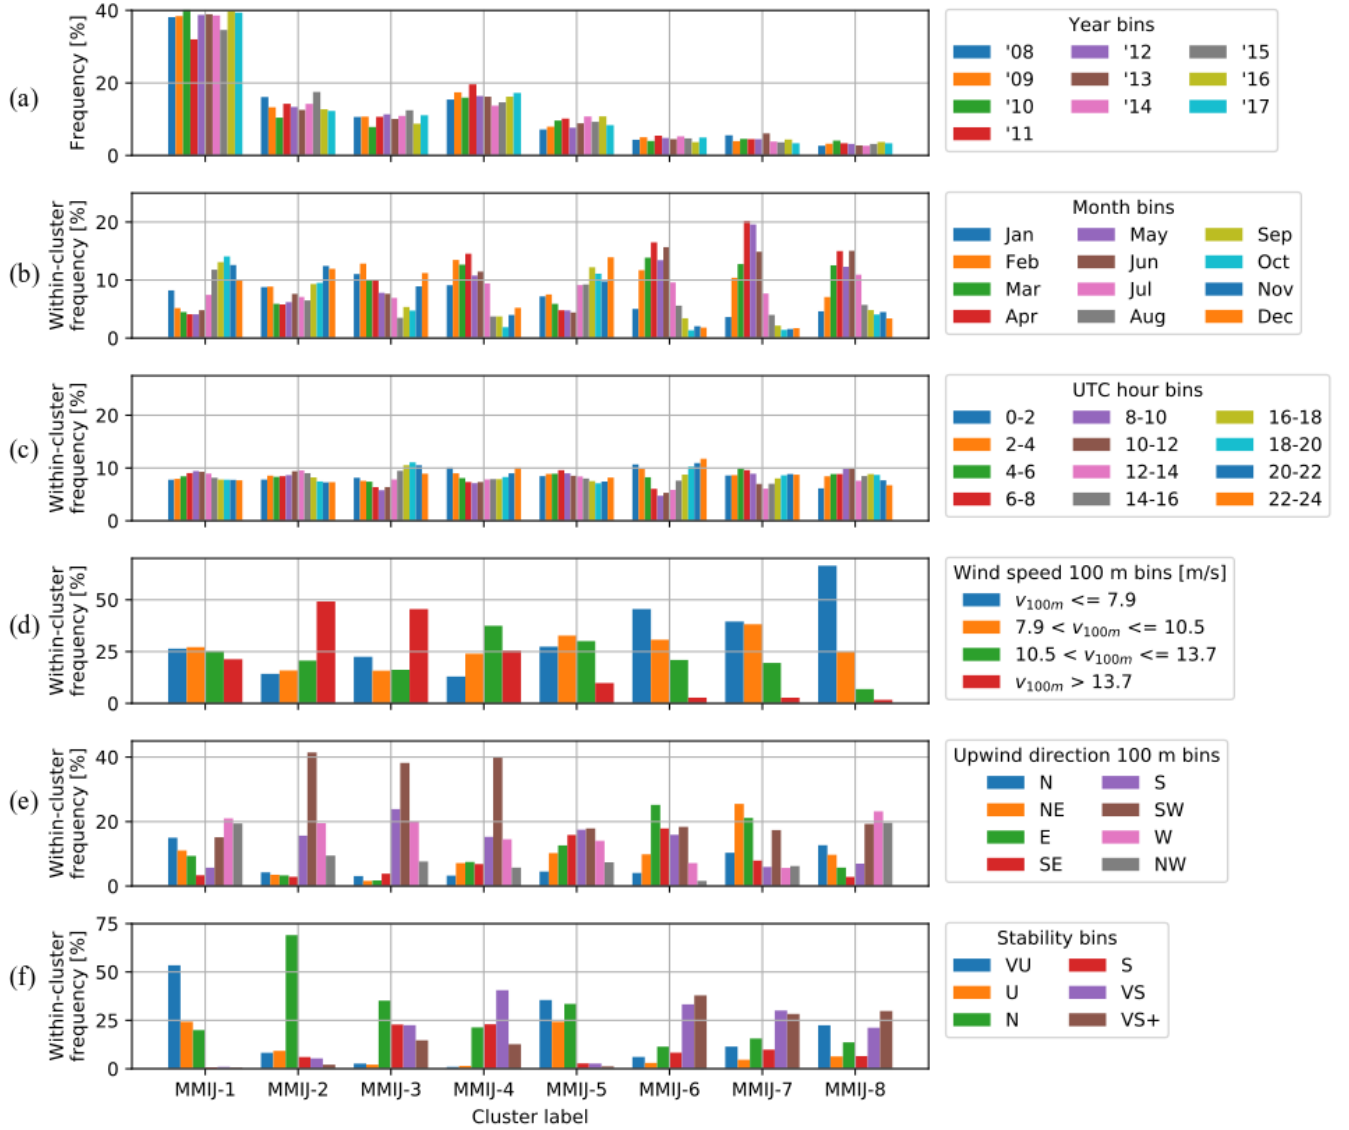 (a)
Frequency [%]
40
20
0
Year bins
'08 '12 '15
'09 '13 '16
'10 '14 '17
'11
(b)
Within-cluster
frequency [%]
20
10
0
Month bins
Jan May Sep
Feb Jun Oct
Mar Jul Nov
Apr Aug Dec
(c)
Within-cluster
frequency [%]
20
10
0
UTC hour bins
0-2 8-10 16-18
2-4 10-12 18-20
4-6 12-14 20-22
6-8 14-16 22-24
(d)
Within-cluster
frequency [%]
50
25
0
Wind speed 100 m bins [m/s]
v100m <= 7.9
7.9 < v100m <= 10.5
10.5 < v100m <= 13.7
v100m > 13.7
(e)
Within-cluster
frequency [%]
40
20
0
Upwind direction 100 m bins
N S
NE SW
E W
SE NW
(f)
Within-cluster
frequency [%]
75
50
25
0
Stability bins
VU S
U VS
N VS+
MMIJ-1 MMIJ-2 MMIJ-3 MMIJ-4 MMIJ-5 MMIJ-6 MMIJ-7 MMIJ-8
Cluster label